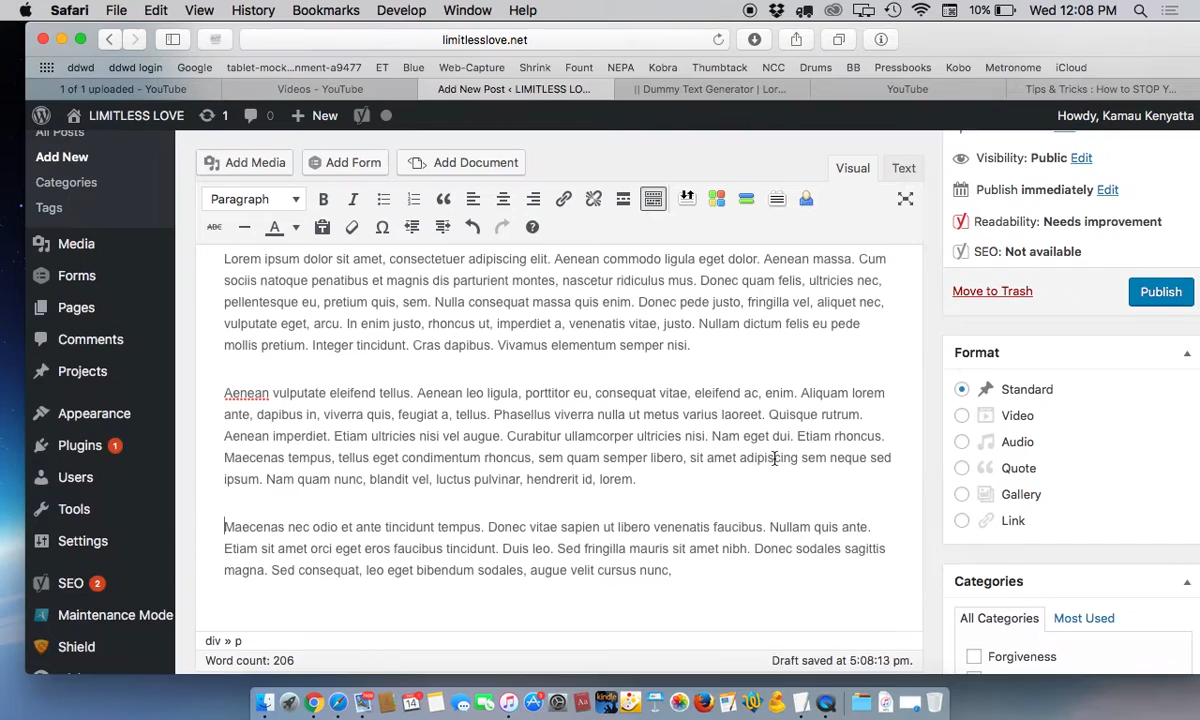 Safari File Edit View History Bookmarks Develop Window Help 10% Wed 12:08 PM
limitlesslove.net
ddwd ddwd login Google tablet-mock...nment-a9477 ET Blue Web-Capture Shrink Fount NEPA Kobra Thumbtack NCC Drums BB Pressbooks Kobo Metronome iCloud
1 of 1 uploaded - YouTube Videos - YouTube Add New Post ‹ LIMITLESS LO... || Dummy Text Generator | Lor... YouTube Tips & Tricks : How to STOP Y...
LIMITLESS LOVE 1 0 New Howdy, Kamau Kenyatta
All Posts
Add New
Categories
Tags
Media
Forms
Pages
Comments
Projects
Appearance
Plugins 1
Users
Tools
Settings
SEO 2
Maintenance Mode
Shield
Add Media Add Form Add Document
Visual Text
Paragraph B I
ABC A
Lorem ipsum dolor sit amet, consectetuer adipiscing elit. Aenean commodo ligula eget dolor. Aenean massa. Cum
sociis natoque penatibus et magnis dis parturient montes, nascetur ridiculus mus. Donec quam felis, ultricies nec,
pellentesque eu, pretium quis, sem. Nulla consequat massa quis enim. Donec pede justo, fringilla vel, aliquet nec,
vulputate eget, arcu. In enim justo, rhoncus ut, imperdiet a, venenatis vitae, justo. Nullam dictum felis eu pede
mollis pretium. Integer tincidunt. Cras dapibus. Vivamus elementum semper nisi.
Aenean vulputate eleifend tellus. Aenean leo ligula, porttitor eu, consequat vitae, eleifend ac, enim. Aliquam lorem
ante, dapibus in, viverra quis, feugiat a, tellus. Phasellus viverra nulla ut metus varius laoreet. Quisque rutrum.
Aenean imperdiet. Etiam ultricies nisi vel augue. Curabitur ullamcorper ultricies nisi. Nam eget dui. Etiam rhoncus.
Maecenas tempus, tellus eget condimentum rhoncus, sem quam semper libero, sit amet adipiscing sem neque sed
ipsum. Nam quam nunc, blandit vel, luctus pulvinar, hendrerit id, lorem.
Maecenas nec odio et ante tincidunt tempus. Donec vitae sapien ut libero venenatis faucibus. Nullam quis ante.
Etiam sit amet orci eget eros faucibus tincidunt. Duis leo. Sed fringilla mauris sit amet nibh. Donec sodales sagittis
magna. Sed consequat, leo eget bibendum sodales, augue velit cursus nunc,
div » p
Word count: 206 Draft saved at 5:08:13 pm.
Visibility: Public Edit
Publish immediately Edit
Readability: Needs improvement
SEO: Not available
Move to Trash Publish
Format
Standard
Video
Audio
Quote
Gallery
Link
Categories
All Categories Most Used
Forgiveness